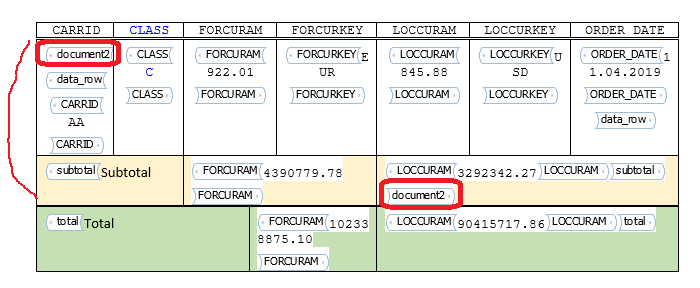 CARRID CLASS FORCURAM FORCURKEY LOCCURAM LOCCURKEY ORDER DATE
document2
data_row
CARRID
AA
CARRID
CLASS
C
CLASS
FORCURAM
922.01
FORCURAM
FORCURKEY E
UR
FORCURKEY
LOCCURAM
845.88
LOCCURAM
LOCCURKEY U
SD
LOCCURKEY
ORDER_DATE 1
1.04.2019
ORDER_DATE
data_row
subtotal Subtotal
FORCURAM 4390779.78
FORCURAM
LOCCURAM 3292342.27 LOCCURAM subtotal
document2
total Total
FORCURAM 10233
8875.10
FORCURAM
LOCCURAM 90415717.86 LOCCURAM total